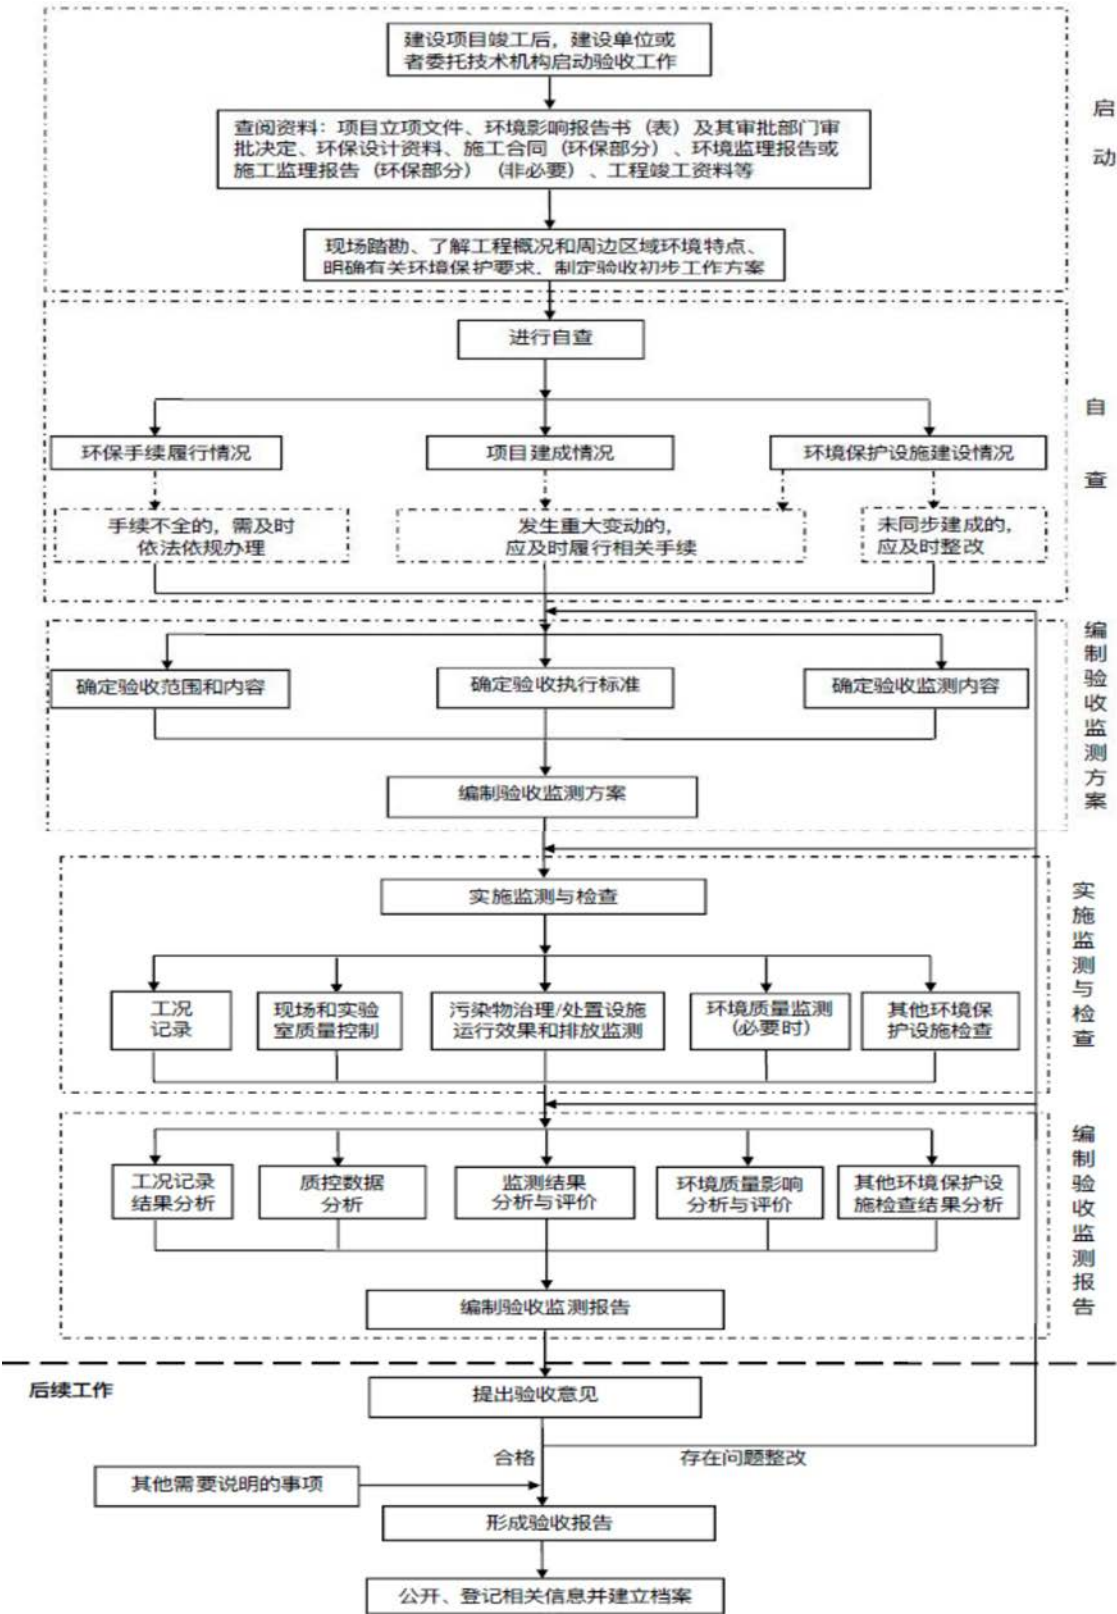 建设项目竣工后，建设单位或
者委托技术机构启动验收工作
启
动
查阅资料：项目立项文件、环境影响报告书（表）及其审批部门审
批决定、环保设计资料、施工合同（环保部分）、环境监理报告或
施工监理报告（环保部分）（非必要）、工程竣工资料等
现场踏勘、了解工程概况和周边区域环境特点、
明确有关环境保护要求，制定验收初步工作方案
进行自查
自
查
环保手续履行情况
项目建成情况
环境保护设施建设情况
手续不全的，需及时
依法依规办理
发生重大变动的，
应及时履行相关手续
未同步建成的，
应及时整改
编
制
验
收
监
测
方
案
确定验收范围和内容
确定验收执行标准
确定验收监测内容
编制验收监测方案
实施监测与检查
实
施
监
测
与
检
查
工况
记录
现场和实验
室质量控制
污染物治理/处置设施
运行效果和排放监测
环境质量监测
（必要时）
其他环境保
护设施检查
编
制
验
收
监
测
报
告
工况记录
结果分析
质控数据
分析
监测结果
分析与评价
环境质量影响
分析与评价
其他环境保护设
施检查结果分析
编制验收监测报告
后续工作
提出验收意见
合格
存在问题整改
其他需要说明的事项
形成验收报告
公开、登记相关信息并建立档案